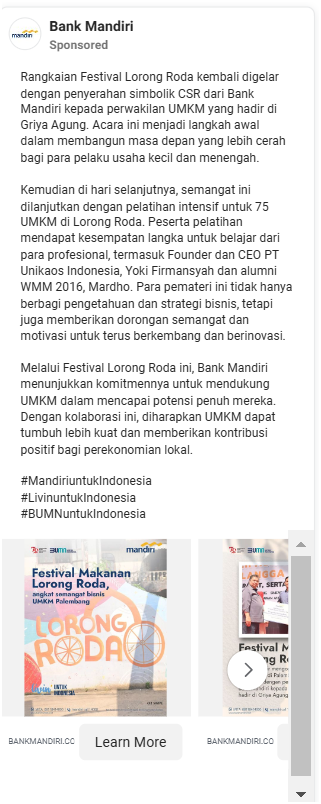 Bank Mandiri
Sponsored
mandiri
Rangkaian Festival Lorong Roda kembali digelar
dengan penyerahan simbolik CSR dari Bank
Mandiri kepada perwakilan UMKM yang hadir di
Griya Agung. Acara ini menjadi langkah awal
dalam membangun masa depan yang lebih cerah
bagi para pelaku usaha kecil dan menengah.
Kemudian di hari selanjutnya, semangat ini
dilanjutkan dengan pelatihan intensif untuk 75
UMKM di Lorong Roda. Peserta pelatihan
mendapat kesempatan langka untuk belajar dari
para profesional, termasuk Founder dan CEO PT
Unikaos Indonesia, Yoki Firmansyah dan alumni
WMM 2016, Mardho. Para pemateri ini tidak hanya
berbagi pengetahuan dan strategi bisnis, tetapi
juga memberikan dorongan semangat dan
motivasi untuk terus berkembang dan berinovasi.
Melalui Festival Lorong Roda ini, Bank Mandiri
menunjukkan komitmennya untuk mendukung
UMKM dalam mencapai potensi penuh mereka.
Dengan kolaborasi ini, diharapkan UMKM dapat
tumbuh lebih kuat dan memberikan kontribusi
positif bagi perekonomian lokal.
#MandiriuntukIndonesia
#LivinuntukIndonesia
#BUMNuntukIndonesia
BUMN
mandiri
Festival Makanan
Lorong Roda,
angkat semangat bisnis
UMKM Palembang
LORONG
RODA
UNTUK
INDONESIA
BUMN
Festival M
BANKMANDIRI.CO
Learn More
BANKMANDIRI.CO